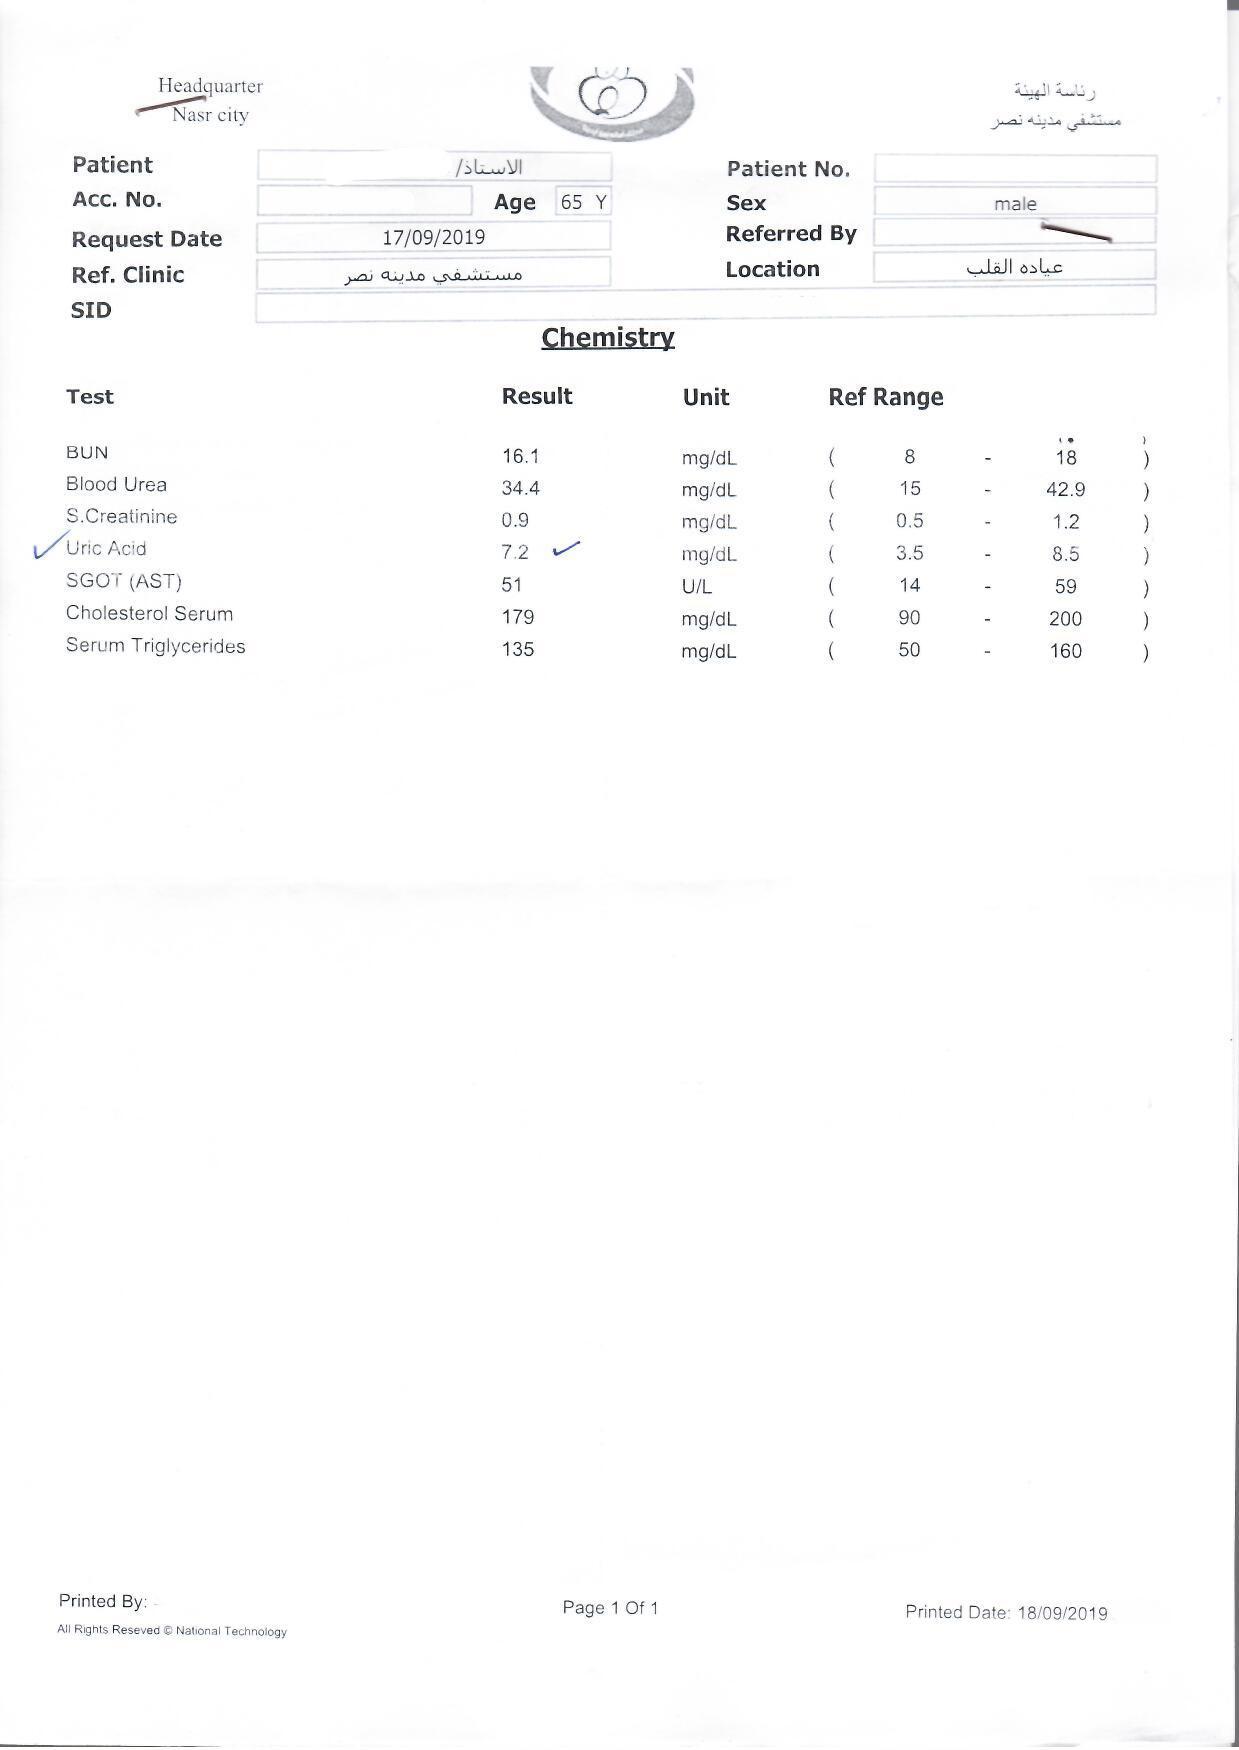 Headquarter
Nasr city
رئاسة الهيئة
مستشفي مدينه نصر
Patient الاستاذ/ Patient No.
Acc. No. Age 65 Y Sex male
Request Date 17/09/2019 Referred By
Ref. Clinic مستشفي مدينه نصر Location عياده القلب
SID
Chemistry
Test Result Unit Ref Range
BUN 16.1 mg/dL ( 8 - 18 )
Blood Urea 34.4 mg/dL ( 15 - 42.9 )
S.Creatinine 0.9 mg/dL ( 0.5 - 1.2 )
Uric Acid 7.2 mg/dL ( 3.5 - 8.5 )
SGOT (AST) 51 U/L ( 14 - 59 )
Cholesterol Serum 179 mg/dL ( 90 - 200 )
Serum Triglycerides 135 mg/dL ( 50 - 160 )
Printed By: Page 1 Of 1 Printed Date: 18/09/2019
All Rights Reseved © National Technology